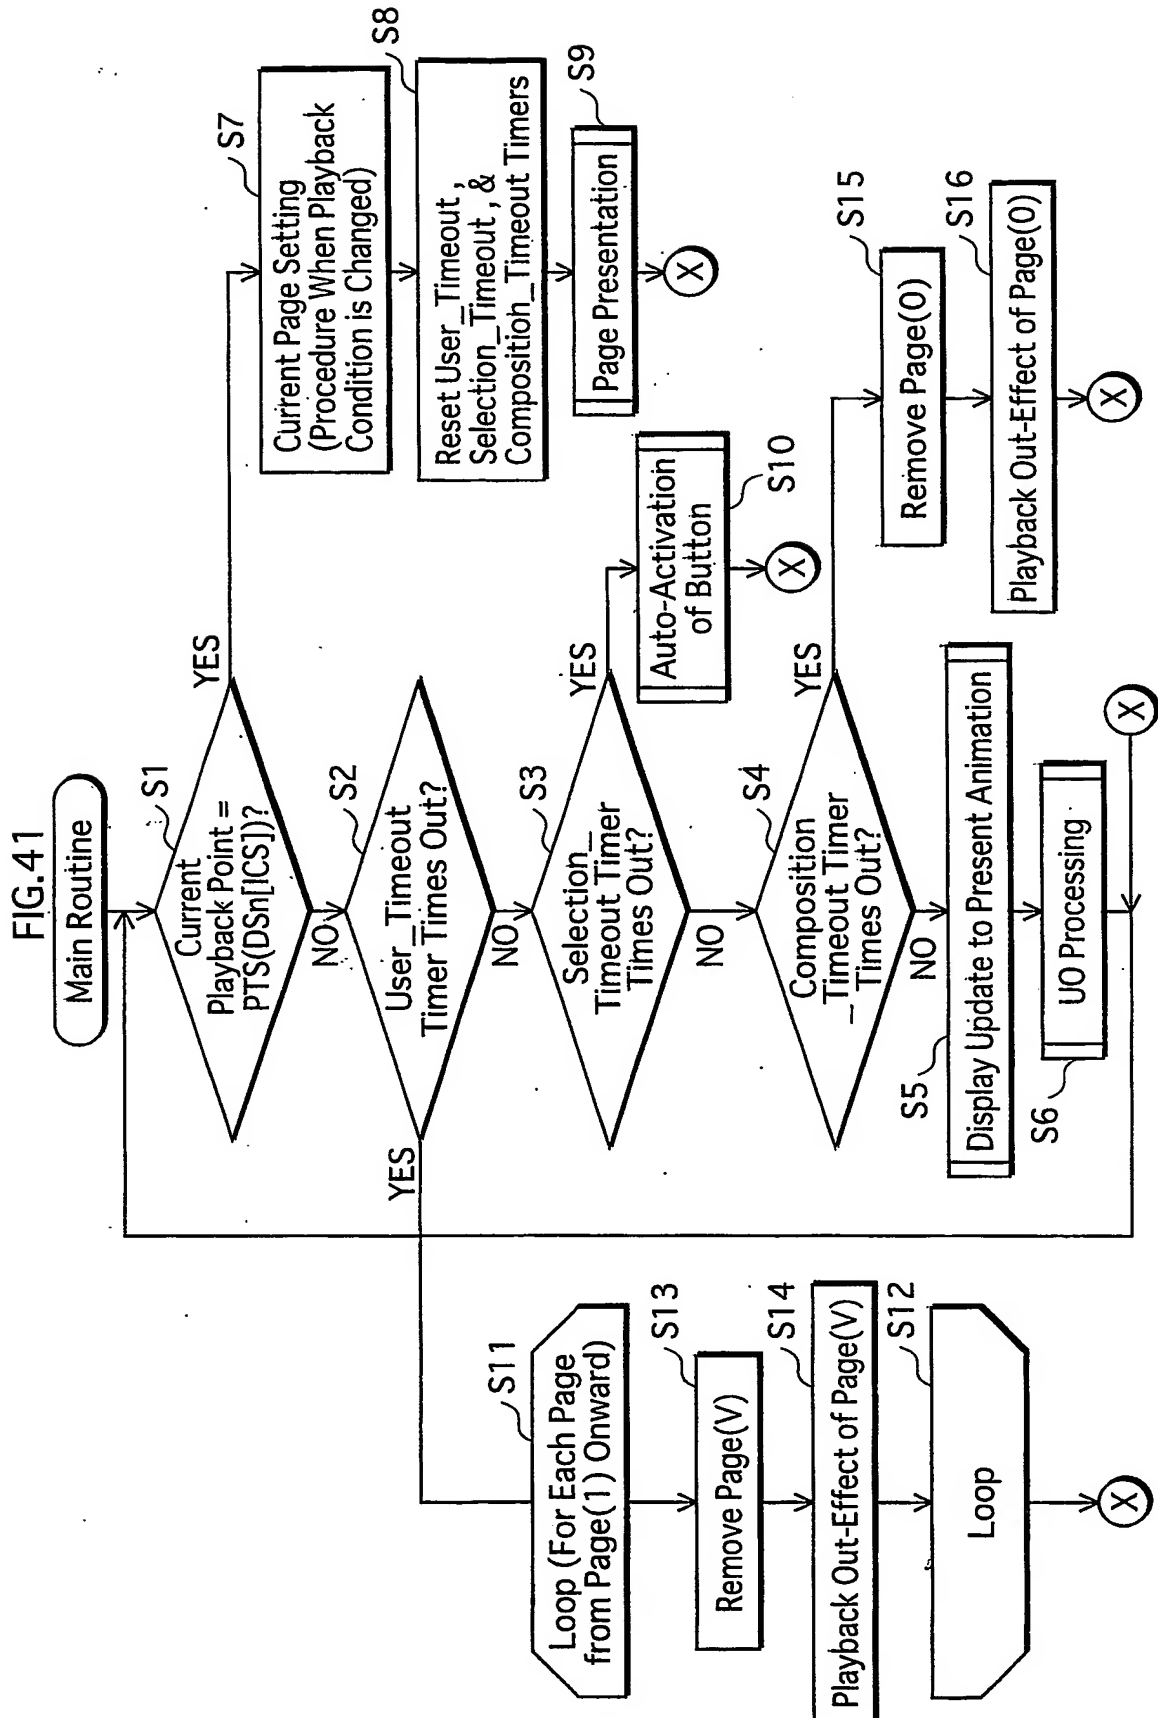 FIG.41
Main Routine
S1
Current
Playback Point =
PTS(DSn[ICS])?
YES
NO
S7
Current Page Setting
(Procedure When Playback
Condition is Changed)
S8
Reset User_Timeout,
Selection_Timeout, &
Composition_Timeout Timers
S9
Page Presentation
X
S2
User_Timeout
Timer Times Out?
YES
NO
S3
Selection_
Timeout Timer
Times Out?
YES
NO
S10
Auto-Activation
of Button
X
S4
Composition
_Timeout Timer
Times Out?
YES
NO
S15
Remove Page(0)
S16
Playback Out-Effect of Page(0)
X
S5
Display Update to Present Animation
S6
UO Processing
X
S11
Loop (For Each Page
from Page(1) Onward)
S13
Remove Page(V)
S14
Playback Out-Effect of Page(V)
S12
Loop
X